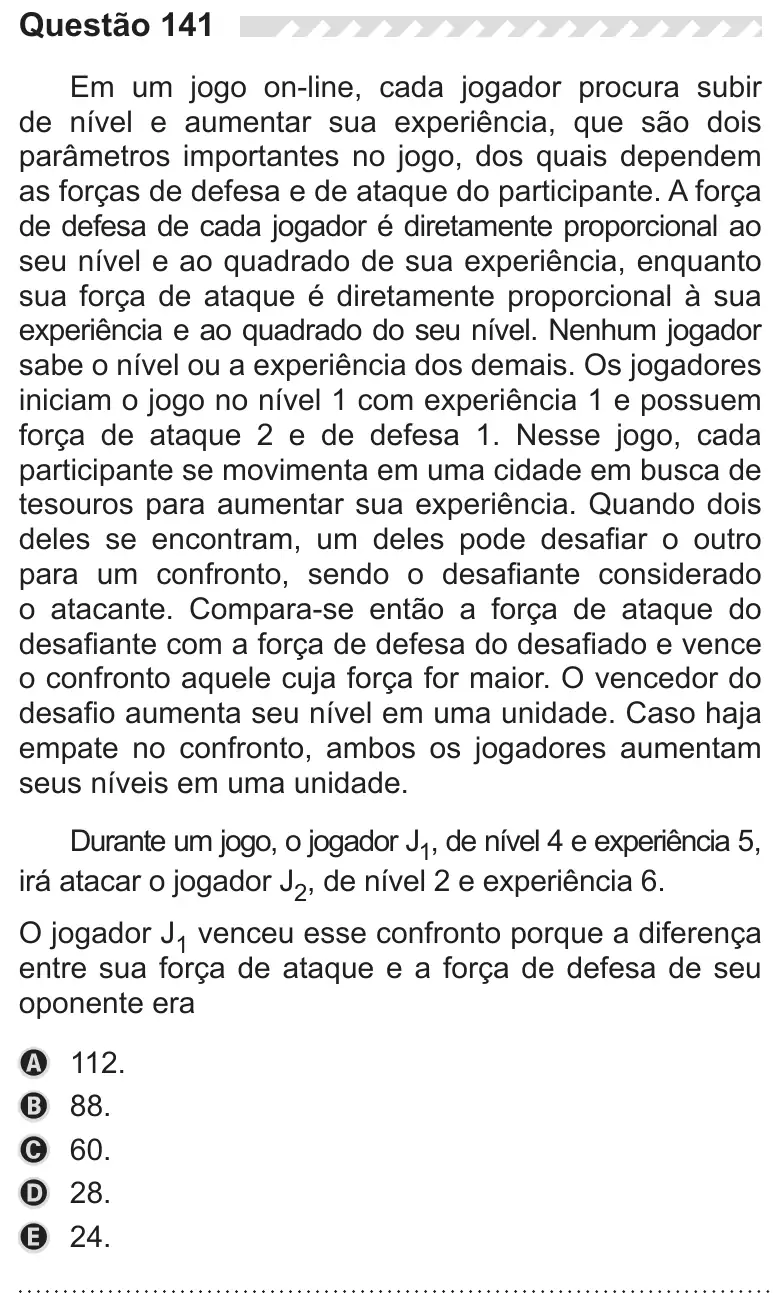 Questão 141
Em um jogo on-line, cada jogador procura subir
de nível e aumentar sua experiência, que são dois
parâmetros importantes no jogo, dos quais dependem
as forças de defesa e de ataque do participante. A força
de defesa de cada jogador é diretamente proporcional ao
seu nível e ao quadrado de sua experiência, enquanto
sua força de ataque é diretamente proporcional à sua
experiência e ao quadrado do seu nível. Nenhum jogador
sabe o nível ou a experiência dos demais. Os jogadores
iniciam o jogo no nível 1 com experiência 1 e possuem
força de ataque 2 e de defesa 1. Nesse jogo, cada
participante se movimenta em uma cidade em busca de
tesouros para aumentar sua experiência. Quando dois
deles se encontram, um deles pode desafiar o outro
para um confronto, sendo o desafiante considerado
o atacante. Compara-se então a força de ataque do
desafiante com a força de defesa do desafiado e vence
o confronto aquele cuja força for maior. O vencedor do
desafio aumenta seu nível em uma unidade. Caso haja
empate no confronto, ambos os jogadores aumentam
seus níveis em uma unidade.
Durante um jogo, o jogador J₁, de nível 4 e experiência 5,
irá atacar o jogador J₂, de nível 2 e experiência 6.
O jogador J₁ venceu esse confronto porque a diferença
entre sua força de ataque e a força de defesa de seu
oponente era
A 112.
B 88.
C 60.
D 28.
E 24.